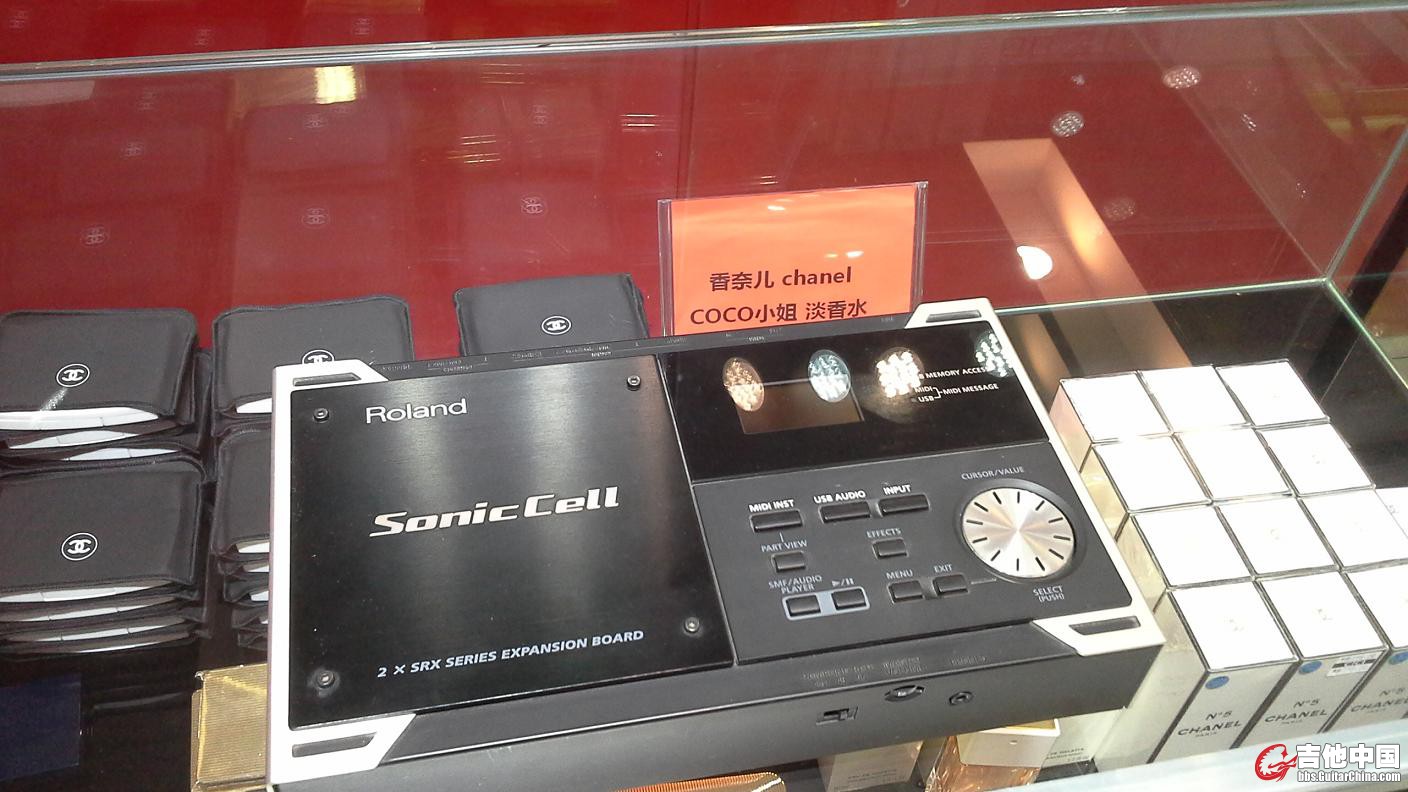 香奈儿 chanel
COCO小姐 淡香水
Roland
SonicCell
2 X SRX SERIES EXPANSION BOARD
MEMORY ACCESS
MIDI
USB
MIDI MESSAGE
CURSOR/VALUE
MIDI INST
USB AUDIO
INPUT
PART VIEW
EFFECTS
SMF/AUDIO
PLAYER
MENU
EXIT
SELECT
(PUSH)
N°5
CHANEL
PARIS
N°5
CHANEL
N°5
CHANEL
吉他中国
bbs.GuitarChina.com